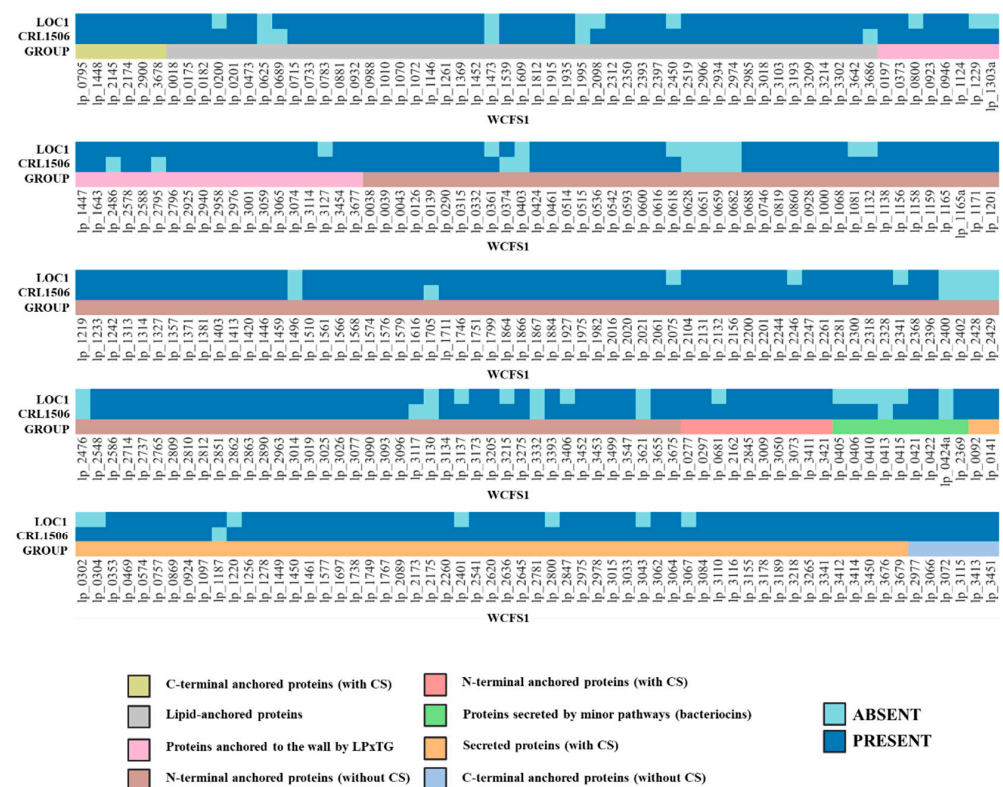 LOC1
CRL1506
GROUP
lp_0795 lp_1448 lp_2145 lp_2174 lp_2900 lp_3678 lp_0018 lp_0175 lp_0182 lp_0200 lp_0201 lp_0473 lp_0625 lp_0689 lp_0715 lp_0733 lp_0783 lp_0881 lp_0932 lp_0988 lp_1010 lp_1070 lp_1072 lp_1146 lp_1261 lp_1369 lp_1452 lp_1473 lp_1539 lp_1609 lp_1812 lp_1915 lp_1935 lp_1995 lp_2098 lp_2312 lp_2350 lp_2393 lp_2397 lp_2450 lp_2519 lp_2906 lp_2934 lp_2974 lp_2985 lp_3018 lp_3103 lp_3193 lp_3209 lp_3214 lp_3302 lp_3642 lp_3686 lp_0197 lp_0373 lp_0800 lp_0923 lp_0946 lp_1124 lp_1229 lp_1303a
WCFS1
LOC1
CRL1506
GROUP
lp_1447 lp_1643 lp_2486 lp_2578 lp_2588 lp_2795 lp_2796 lp_2925 lp_2940 lp_2958 lp_2976 lp_3001 lp_3059 lp_3065 lp_3074 lp_3114 lp_3127 lp_3454 lp_3677 lp_0038 lp_0039 lp_0043 lp_0126 lp_0139 lp_0290 lp_0315 lp_0332 lp_0361 lp_0374 lp_0403 lp_0424 lp_0461 lp_0514 lp_0515 lp_0536 lp_0542 lp_0593 lp_0600 lp_0616 lp_0618 lp_0628 lp_0651 lp_0659 lp_0682 lp_0688 lp_0746 lp_0819 lp_0860 lp_0928 lp_1000 lp_1068 lp_1081 lp_1132 lp_1138 lp_1156 lp_1158 lp_1159 lp_1165 lp_1165a lp_1171 lp_1201
WCFS1
LOC1
CRL1506
GROUP
lp_1219 lp_1233 lp_1242 lp_1313 lp_1314 lp_1327 lp_1357 lp_1371 lp_1381 lp_1403 lp_1413 lp_1420 lp_1446 lp_1459 lp_1496 lp_1510 lp_1561 lp_1566 lp_1568 lp_1574 lp_1576 lp_1579 lp_1616 lp_1705 lp_1711 lp_1746 lp_1751 lp_1799 lp_1864 lp_1866 lp_1867 lp_1884 lp_1927 lp_1975 lp_1982 lp_2016 lp_2020 lp_2021 lp_2061 lp_2075 lp_2104 lp_2131 lp_2132 lp_2156 lp_2200 lp_2201 lp_2244 lp_2246 lp_2247 lp_2261 lp_2281 lp_2300 lp_2318 lp_2328 lp_2341 lp_2368 lp_2396 lp_2400 lp_2402 lp_2428 lp_2429
WCFS1
LOC1
CRL1506
GROUP
lp_2476 lp_2548 lp_2586 lp_2714 lp_2737 lp_2765 lp_2809 lp_2810 lp_2812 lp_2851 lp_2862 lp_2863 lp_2890 lp_2963 lp_3014 lp_3019 lp_3025 lp_3026 lp_3077 lp_3090 lp_3093 lp_3096 lp_3117 lp_3130 lp_3134 lp_3137 lp_3173 lp_3205 lp_3215 lp_3275 lp_3332 lp_3393 lp_3406 lp_3452 lp_3453 lp_3499 lp_3547 lp_3621 lp_3655 lp_3675 lp_0277 lp_0297 lp_0681 lp_2162 lp_2845 lp_3009 lp_3050 lp_3073 lp_3411 lp_3421 lp_0405 lp_0406 lp_0410 lp_0413 lp_0415 lp_0421 lp_0422 lp_0424a lp_2369 lp_0092 lp_0141
WCFS1
LOC1
CRL1506
GROUP
lp_0302 lp_0304 lp_0353 lp_0469 lp_0574 lp_0757 lp_0869 lp_0924 lp_1097 lp_1187 lp_1220 lp_1256 lp_1278 lp_1449 lp_1450 lp_1461 lp_1577 lp_1697 lp_1738 lp_1749 lp_1767 lp_2089 lp_2173 lp_2175 lp_2260 lp_2401 lp_2541 lp_2620 lp_2636 lp_2645 lp_2781 lp_2800 lp_2847 lp_2975 lp_2978 lp_3015 lp_3033 lp_3043 lp_3062 lp_3064 lp_3067 lp_3084 lp_3110 lp_3116 lp_3155 lp_3178 lp_3189 lp_3218 lp_3265 lp_3341 lp_3412 lp_3414 lp_3450 lp_3676 lp_3679 lp_2977 lp_3066 lp_3072 lp_3115 lp_3413 lp_3451
WCFS1
C-terminal anchored proteins (with CS)
Lipid-anchored proteins
Proteins anchored to the wall by LPxTG
N-terminal anchored proteins (without CS)
N-terminal anchored proteins (with CS)
Proteins secreted by minor pathways (bacteriocins)
Secreted proteins (with CS)
C-terminal anchored proteins (without CS)
ABSENT
PRESENT